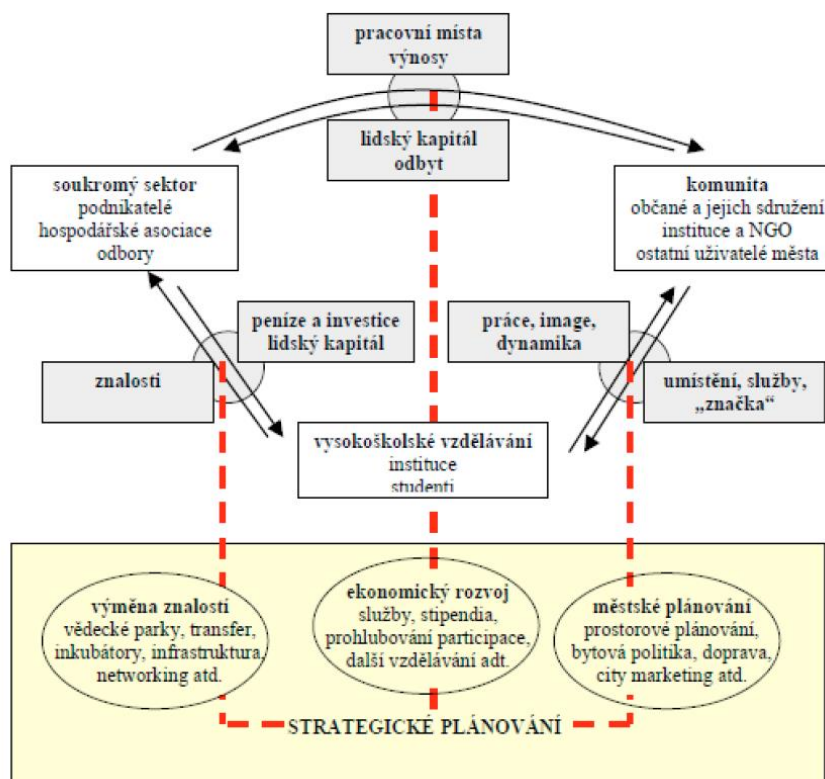 pracovní místa
výnosy
lidský kapitál
odbyt
soukromý sektor
podnikatelé
hospodářské asociace
odbory
komunita
občané a jejich sdružení
instituce a NGO
ostatní uživatelé města
peníze a investice
lidský kapitál
práce, image,
dynamika
znalosti
umístění, služby,
„značka“
vysokoškolské vzdělávání
instituce
studenti
výměna znalostí
vědecké parky, transfer,
inkubátory, infrastruktura,
networking atd.
ekonomický rozvoj
služby, stipendia,
prohlubování participace,
další vzdělávání adt.
městské plánování
prostorové plánování,
bytová politika, doprava,
city marketing atd.
STRATEGICKÉ PLÁNOVÁNÍ